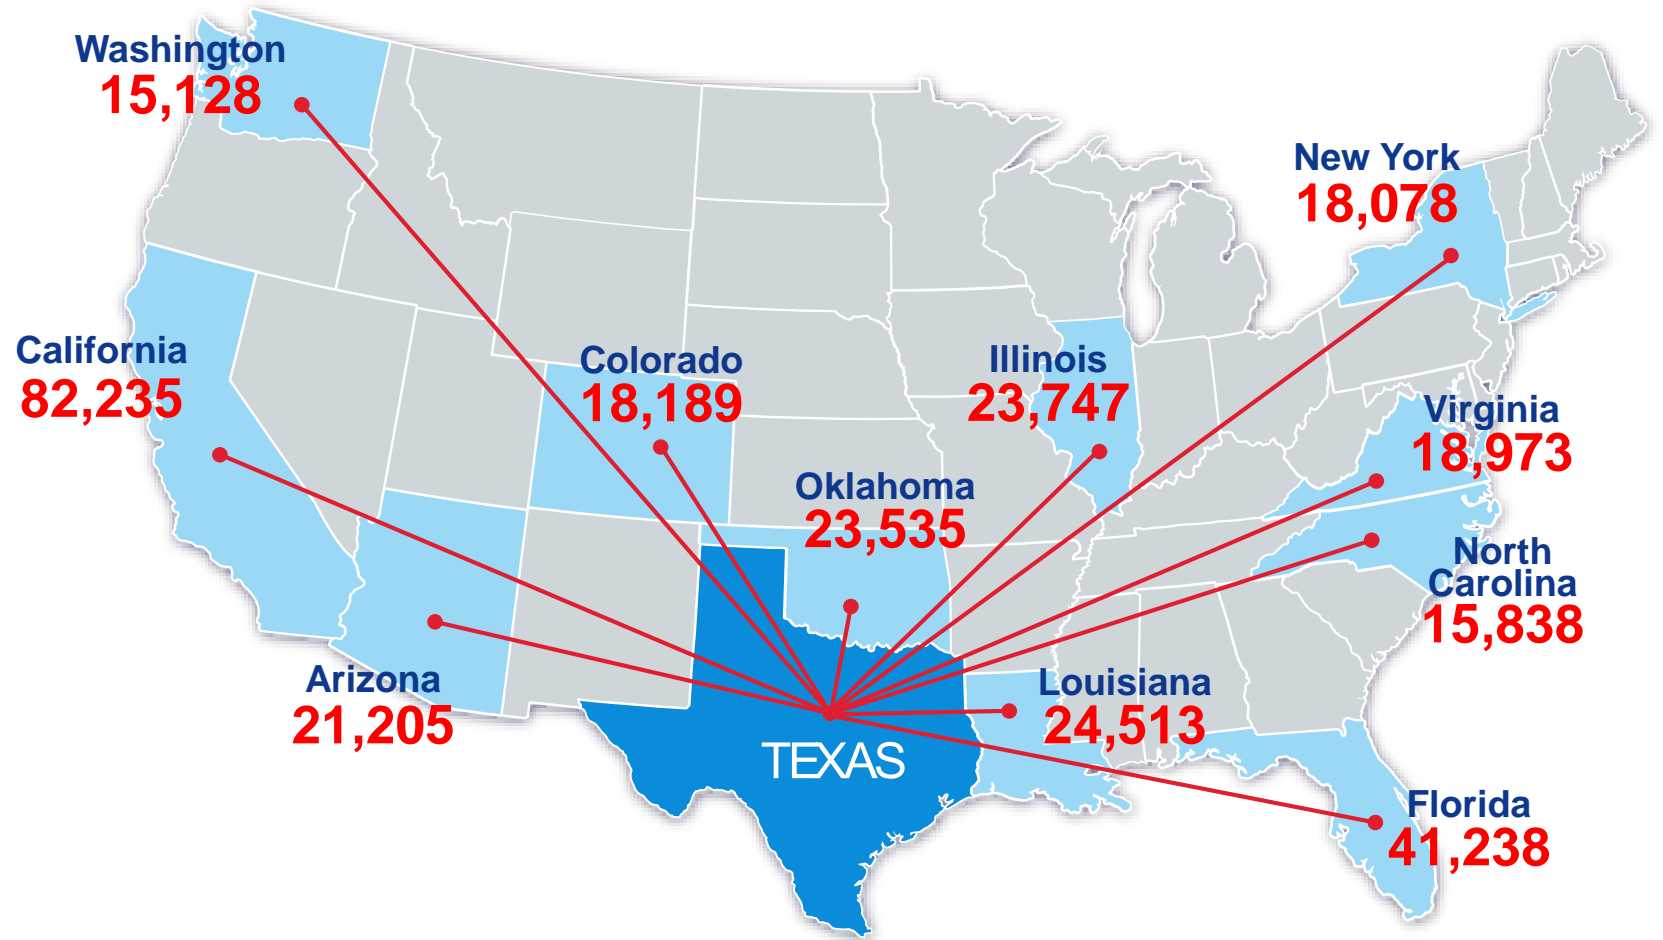 Washington
15,128
New York
18,078
California
82,235
Colorado
18,189
Illinois
23,747
Virginia
18,973
Oklahoma
23,535
North
Carolina
15,838
Arizona
21,205
Louisiana
24,513
TEXAS
Florida
41,238